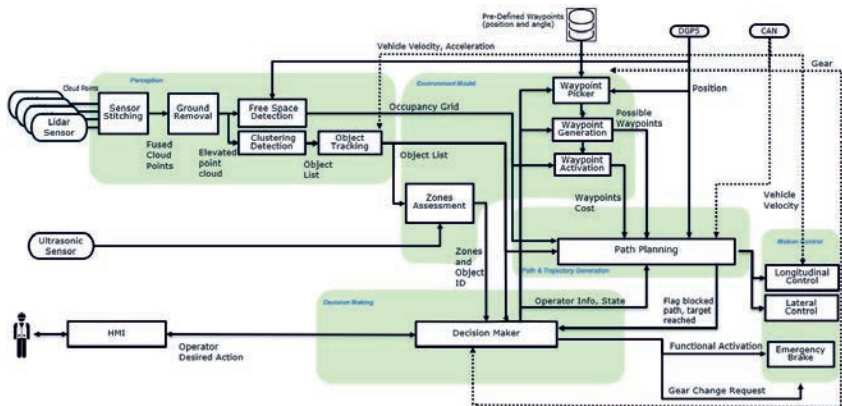 Pre-Defined Waypoints
(position and angle)
DGPS
CAN
Vehicle Velocity, Acceleration
Gear
Perception
Environment Model
Cloud Points
Lidar
Sensor
Sensor
Stitching
Ground
Removal
Free Space
Detection
Occupancy Grid
Waypoint
Picker
Position
Possible
Waypoints
Waypoint
Generation
Clustering
Detection
Object
Tracking
Fused
Cloud
Points
Elevated
point
cloud
Object
List
Object List
Waypoint
Activation
Waypoints
Cost
Vehicle
Velocity
Zones
Assessment
Ultrasonic
Sensor
Zones
and
Object
ID
Path Planning
Path & Trajectory Generation
Motion Control
Longitudinal
Control
Lateral
Control
Decision Making
Operator Info, State
Flag blocked
path, target
reached
HMI
Operator
Desired Action
Decision Maker
Functional Activation
Emergency
Brake
Gear Change Request